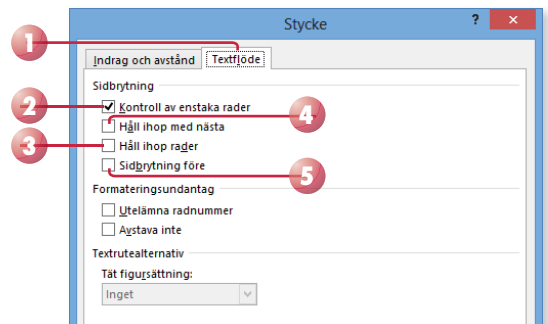 Stycke ? ×
1
Indrag och avstånd Textflöde
Sidbrytning
2 Kontroll av enstaka rader
Håll ihop med nästa 4
3 Håll ihop rader
Sidbrytning före 5
Formateringsundantag
Utelämna radnummer
Avstava inte
Textrutealternativ
Tät figursättning:
Inget